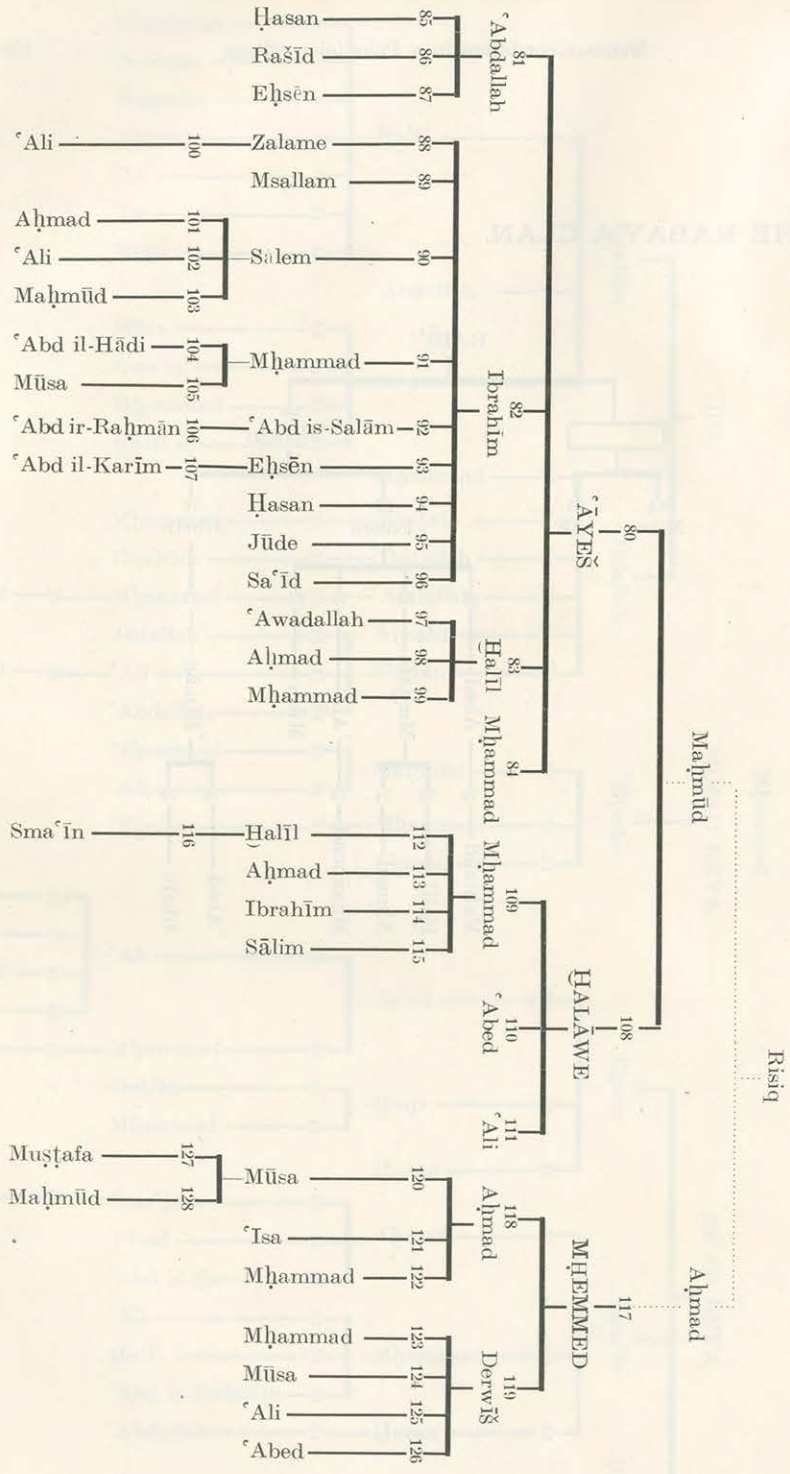 Risiq
Maḥmūd
Aḥmad
80
ʿĀYEŠ
108
ḪALĀWE
117
MḤEMMED
81
ʿAbdallah
82
Ibrahīm
83
Ḫalīl
84
Mḥammad
109
Mḥammad
110
ʿAbed
111
ʿAli
118
Aḥmad
119
Derwīš
Ḥasan 85
Rašīd 86
Eḥsēn 87
ʿAli 100 Zalame 88
Msallam 89
Aḥmad 101
ʿAli 102 Sālem 90
Maḥmūd 103
ʿAbd il-Hādi 104
Mḥammad 91
Mūsa 105
ʿAbd ir-Raḥmān 106 ʿAbd is-Salām 92
ʿAbd il-Karīm 107 Eḥsēn 93
Ḥasan 94
Jūde 95
Saʿīd 96
ʿAwadallah 97
Aḥmad 98
Mḥammad 99
Smaʿīn 116 Ḫalīl 112
Aḥmad 113
Ibrahīm 114
Sālim 115
Muṣṭafa 127
Mūsa 120
Maḥmūd 128
ʿIsa 121
Mḥammad 122
Mḥammad 123
Mūsa 124
ʿAli 125
ʿAbed 126